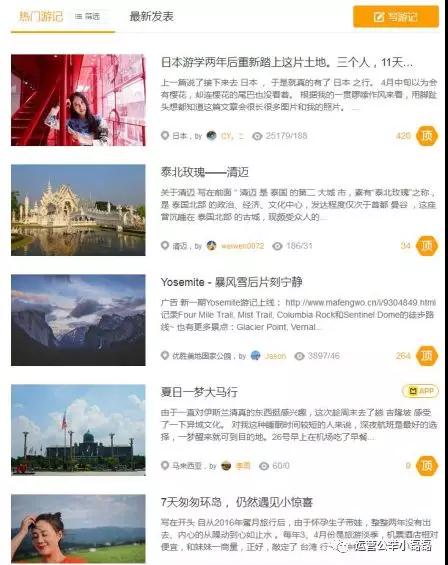 热门游记 筛选 最新发表 写游记
日本游学两年后重新踏上这片土地。三个人，11天...
上一篇说了接下来去 日本 ，于是就真的有了 日本 之行。 4月中旬以为会
有樱花，却连樱花的尾巴也没看着。 根据我的一贯啰嗦作风来看，用脚趾
头想都知道这篇文章会很长很多图片和我的照片。 ...
日本，by CY。 25179/188 420 顶
泰北玫瑰——清迈
关于清迈 写在前面 “ 清迈 是 泰国 的第二 大城 市，素有“泰北玫瑰”之称，
是 泰国北部 的政治、经济、文化中心，发达程度仅次于首都 曼谷 ，这座
曾沉睡在 泰国北部 的古城，现颇受众人的...
清迈，by weiwen0072 186/31 34 顶
Yosemite - 暴风雪后片刻宁静
广告 新一期Yosemite游记上线： http://www.mafengwo.cn/i/9304849.html
记录Four Mile Trail, Mist Trail, Columbia Rock和Sentinel Dome的徒步路
线~ 也有更多景点：Glacier Point, Vernal...
优胜美地国家公园，by Jason 3897/46 264 顶
夏日一梦大马行 APP
由于一直对伊斯兰清真的东西挺感兴趣，这次趁周末去了趟 吉隆坡 感受
了一下异域文化。 对我这种睡眠时间较短的人来说，深夜航班是最好的选
择，一梦醒来就可到目的地。26号早上在机场吃了早餐...
马来西亚，by 李雨 60/0 0 顶
7天匆匆环岛 ，仍然遇见小惊喜
写在开头 自从2016年蜜月旅行后，由于怀孕生子带娃，整整两年没有出
去，内心的从躁动到心如止水 。每年3、4月份是旅游淡季，机票酒店相对
便宜，和妹妹一商量，正好，敲定了 台湾 行
运营公举小磊磊